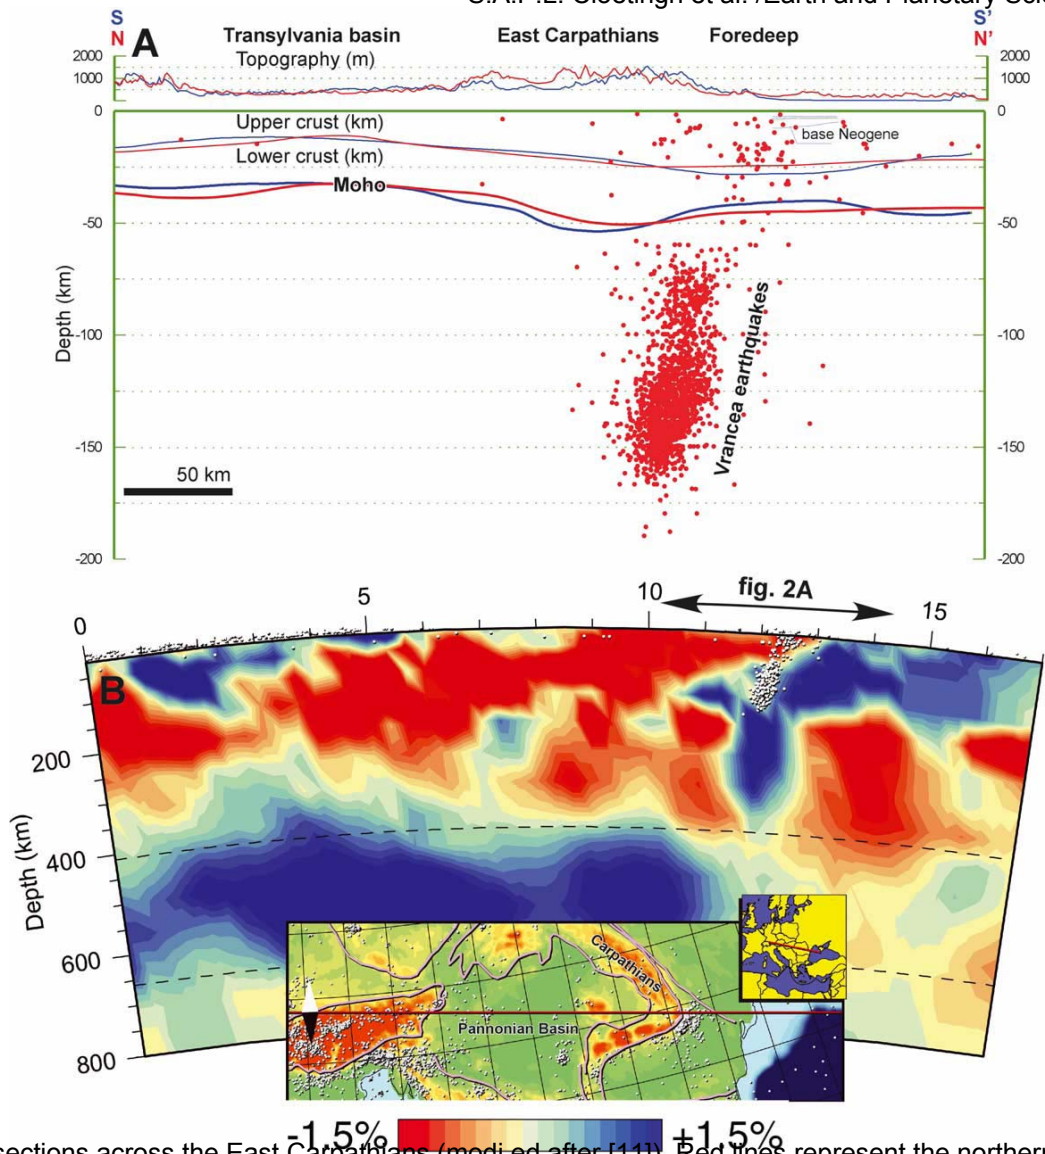 S.A.P.L. Cloetingh et al. /Earth and Planetary Scie
S S'
N A Transylvania basin East Carpathians Foredeep N'
2000 Topography (m) 2000
1000 1000
0 0
Upper crust (km) base Neogene
Lower crust (km)
Moho
-50 -50
Depth (km)
-100 -100
Vrancea earthquakes
-150 -150
50 km
-200 -200
fig. 2A
0 5 10 15
B
200
400
Depth (km)
600
800
Carpathians
Pannonian Basin
-1.5% +1.5%
sections across the East Carpathians (modi ed after [11]). Red lines represent the northern